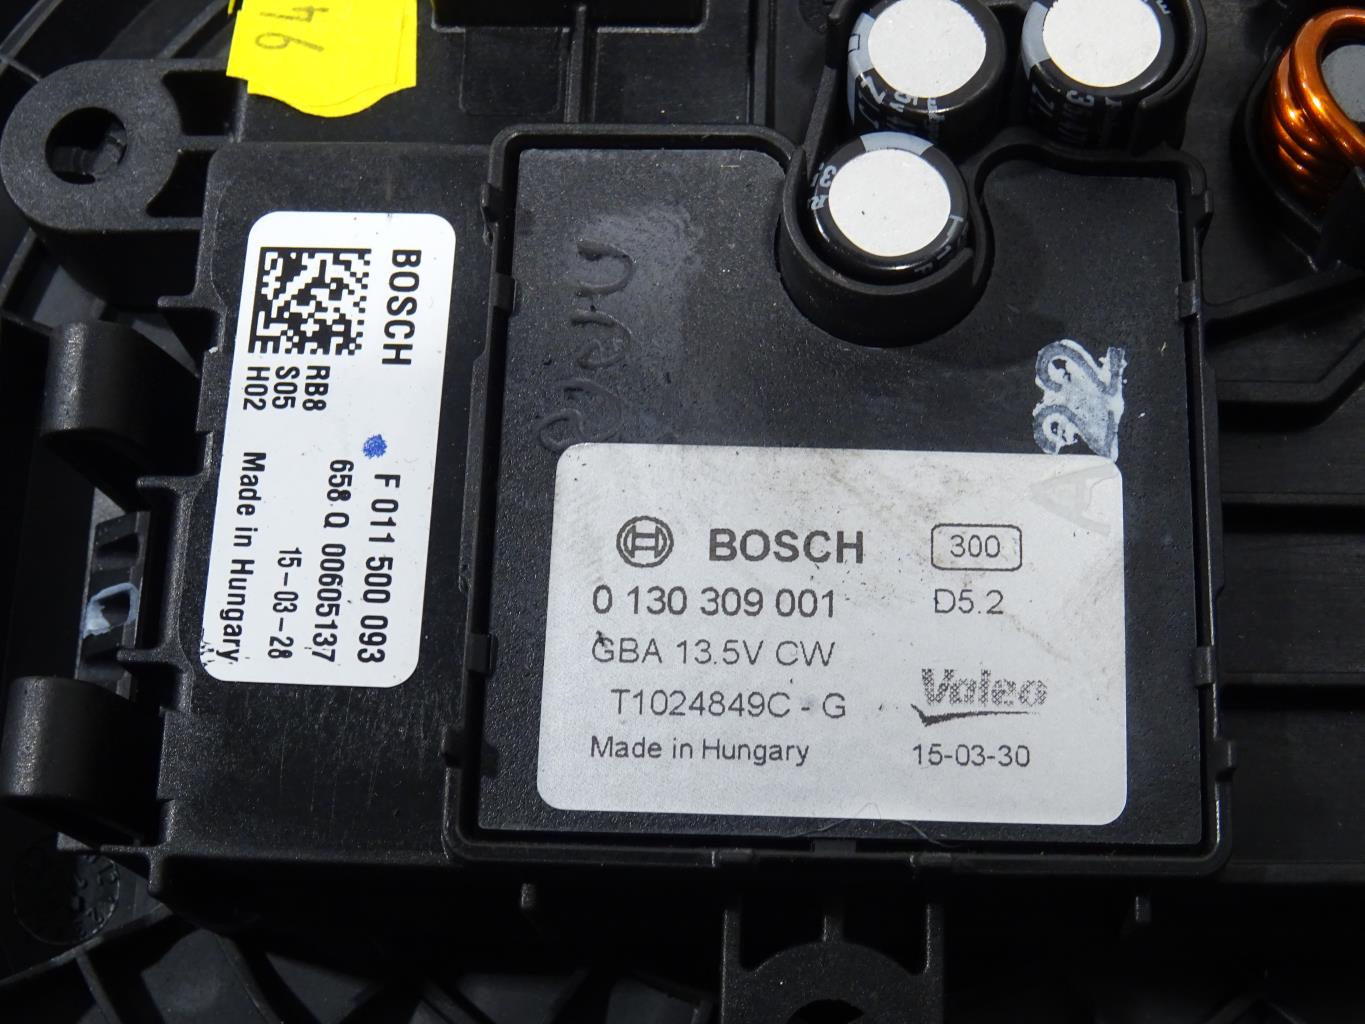 94
BOSCH
RB8
S05
H02
F 011 500 093
658 Q 00605137
15-03-28
Made in Hungary
BOSCH 300
0 130 309 001 D5.2
GBA 13.5V CW
T1024849C - G Valeo
Made in Hungary 15-03-30
A